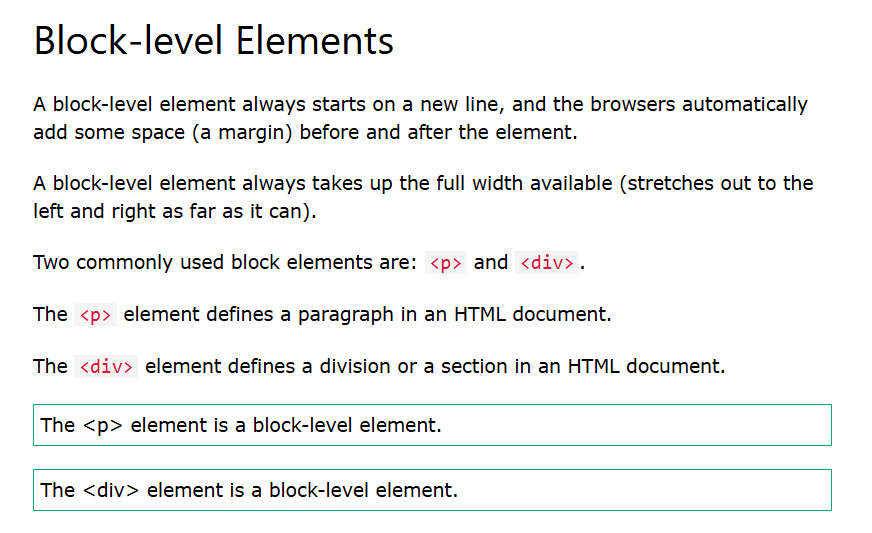 Block-level Elements
A block-level element always starts on a new line, and the browsers automatically
add some space (a margin) before and after the element.
A block-level element always takes up the full width available (stretches out to the
left and right as far as it can).
Two commonly used block elements are: <p> and <div>.
The <p> element defines a paragraph in an HTML document.
The <div> element defines a division or a section in an HTML document.
The <p> element is a block-level element.
The <div> element is a block-level element.